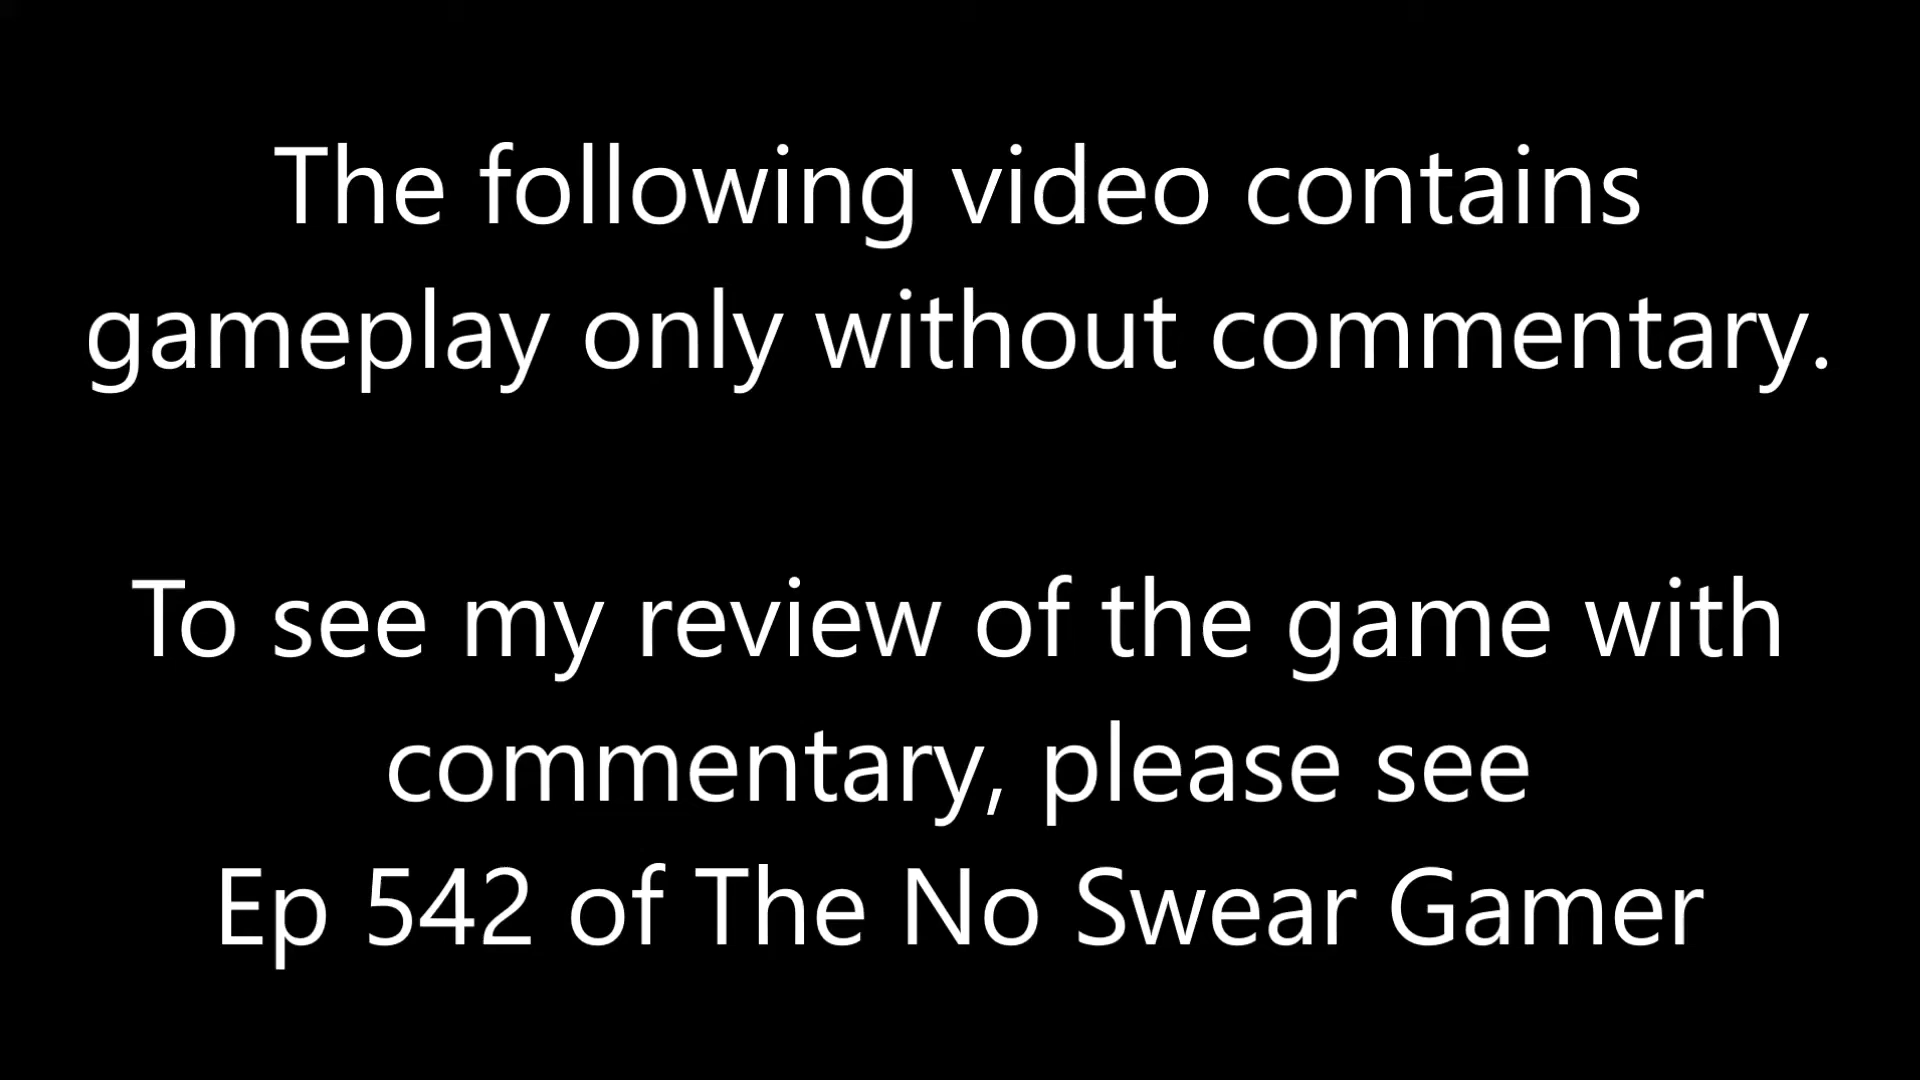 The following video contains
gameplay only without commentary.
To see my review of the game with
commentary, please see
Ep 542 of The No Swear Gamer